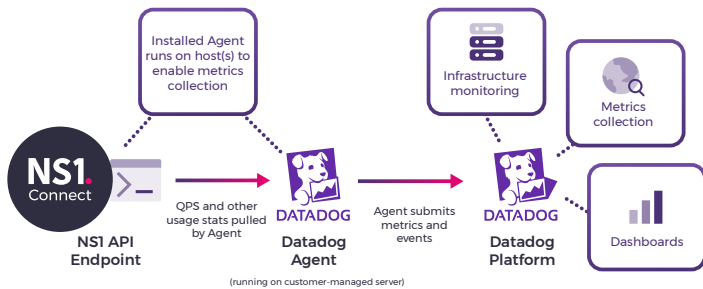 Installed Agent
runs on host(s) to
enable metrics
collection
Infrastructure
monitoring
Metrics
collection
NS1.
Connect
DATADOG
DATADOG
QPS and other
usage stats pulled
by Agent
Agent submits
metrics and
events
Dashboards
NS1 API
Endpoint
Datadog
Agent
Datadog
Platform
(running on customer-managed server)